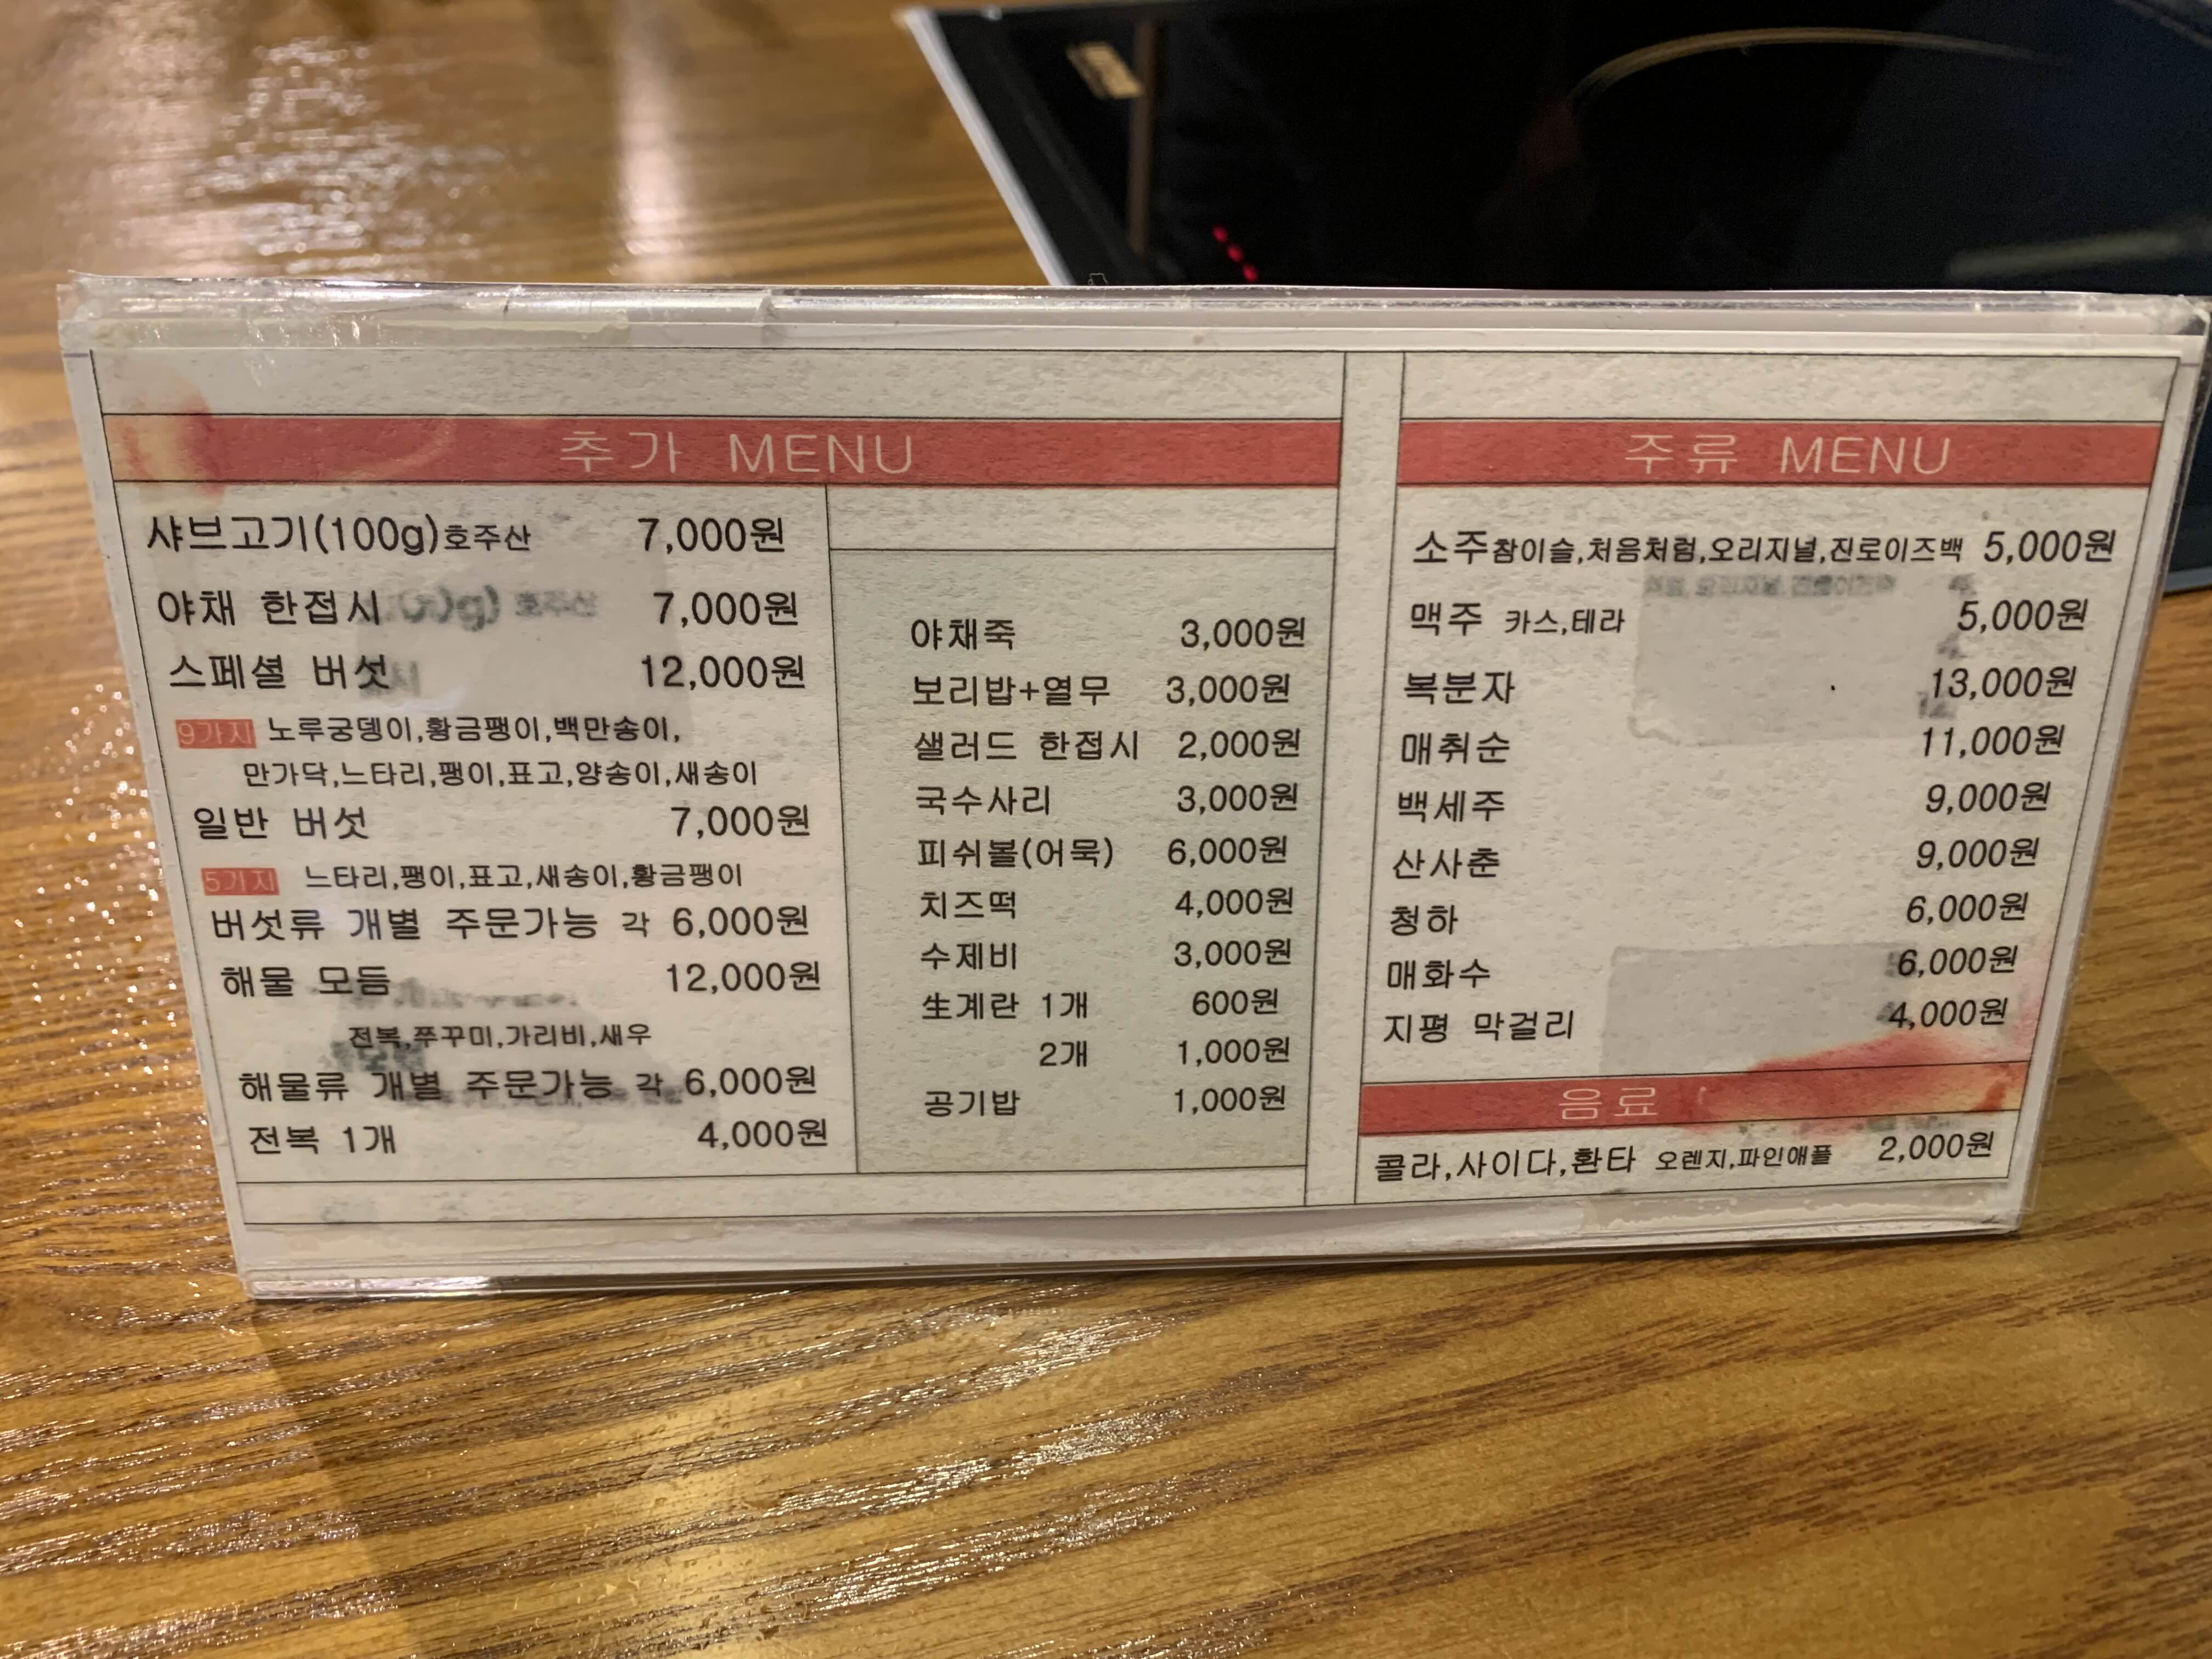 추가 MENU
샤브고기(100g)호주산 7,000원
야채 한접시 7,000원
스페셜 버섯 12,000원
9가지 노루궁뎅이,황금팽이,백만송이,
만가닥,느타리,팽이,표고,양송이,새송이
일반 버섯 7,000원
5가지 느타리,팽이,표고,새송이,황금팽이
버섯류 개별 주문가능 각 6,000원
해물 모듬 12,000원
전복,쭈꾸미,가리비,새우
해물류 개별 주문가능 각 6,000원
전복 1개 4,000원
야채죽 3,000원
보리밥+열무 3,000원
샐러드 한접시 2,000원
국수사리 3,000원
피쉬볼(어묵) 6,000원
치즈떡 4,000원
수제비 3,000원
生계란 1개 600원
2개 1,000원
공기밥 1,000원
주류 MENU
소주참이슬,처음처럼,오리지널,진로이즈백 5,000원
맥주 카스,테라 5,000원
복분자 13,000원
매취순 11,000원
백세주 9,000원
산사춘 9,000원
청하 6,000원
매화수 6,000원
지평 막걸리 4,000원
음료
콜라,사이다,환타 오렌지,파인애플 2,000원